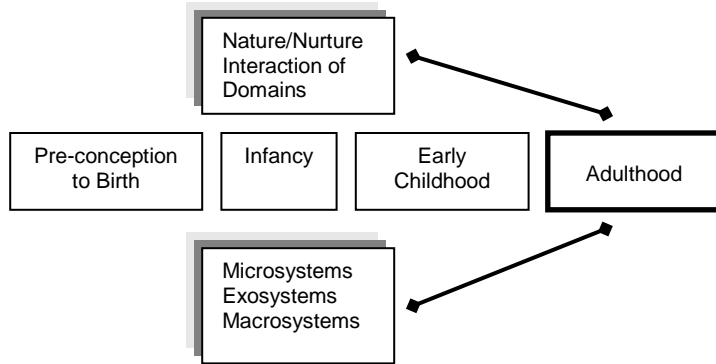 Nature/Nurture
Interaction of
Domains
Pre-conception
to Birth
Infancy
Early
Childhood
Adulthood
Microsystems
Exosystems
Macrosystems